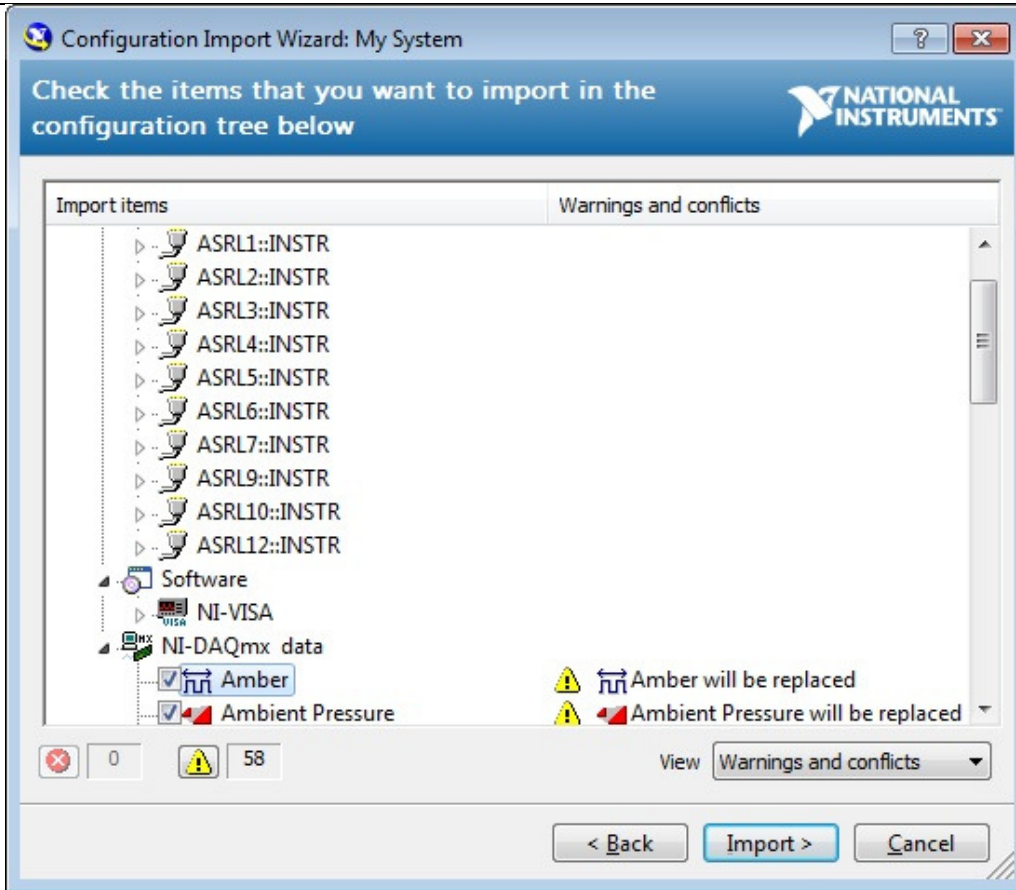 Configuration Import Wizard: My System
Check the items that you want to import in the
configuration tree below
NATIONAL
INSTRUMENTS
Import items
Warnings and conflicts
ASRL1::INSTR
ASRL2::INSTR
ASRL3::INSTR
ASRL4::INSTR
ASRL5::INSTR
ASRL6::INSTR
ASRL7::INSTR
ASRL9::INSTR
ASRL10::INSTR
ASRL12::INSTR
Software
VISA NI-VISA
MX NI-DAQmx data
Amber
Amber will be replaced
Ambient Pressure
Ambient Pressure will be replaced
0
58
View Warnings and conflicts
< Back
Import >
Cancel